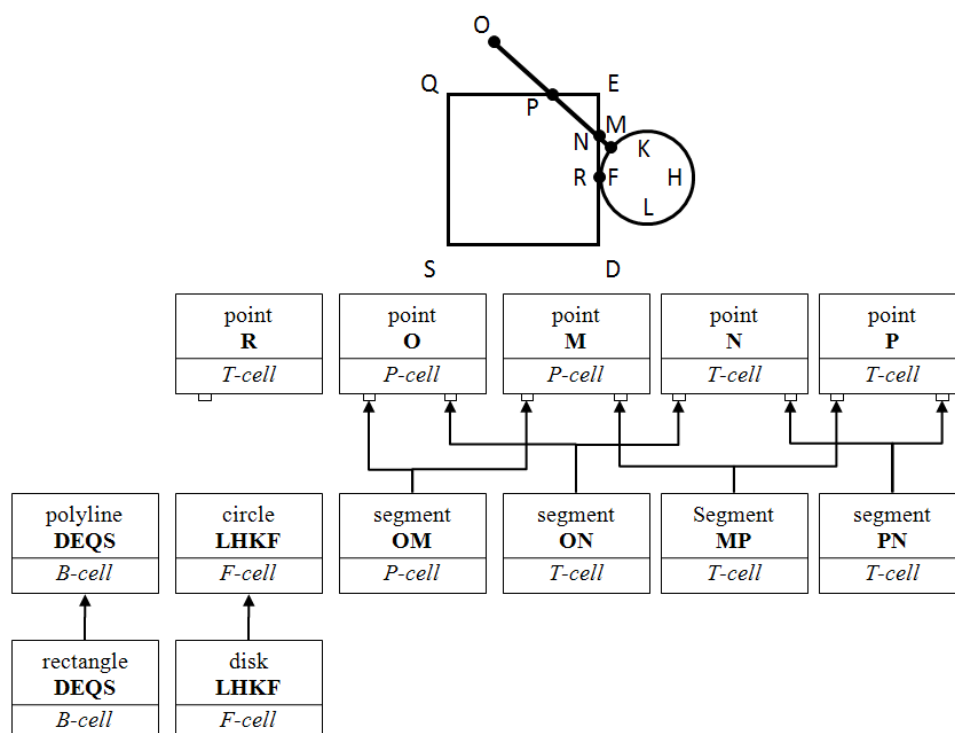 O
Q
E
P
M
N
K
R
F
H
L
S
D
point
R
T-cell
point
O
P-cell
point
M
P-cell
point
N
T-cell
point
P
T-cell
polyline
DEQS
B-cell
circle
LHKF
F-cell
segment
OM
P-cell
segment
ON
T-cell
Segment
MP
T-cell
segment
PN
T-cell
rectangle
DEQS
B-cell
disk
LHKF
F-cell